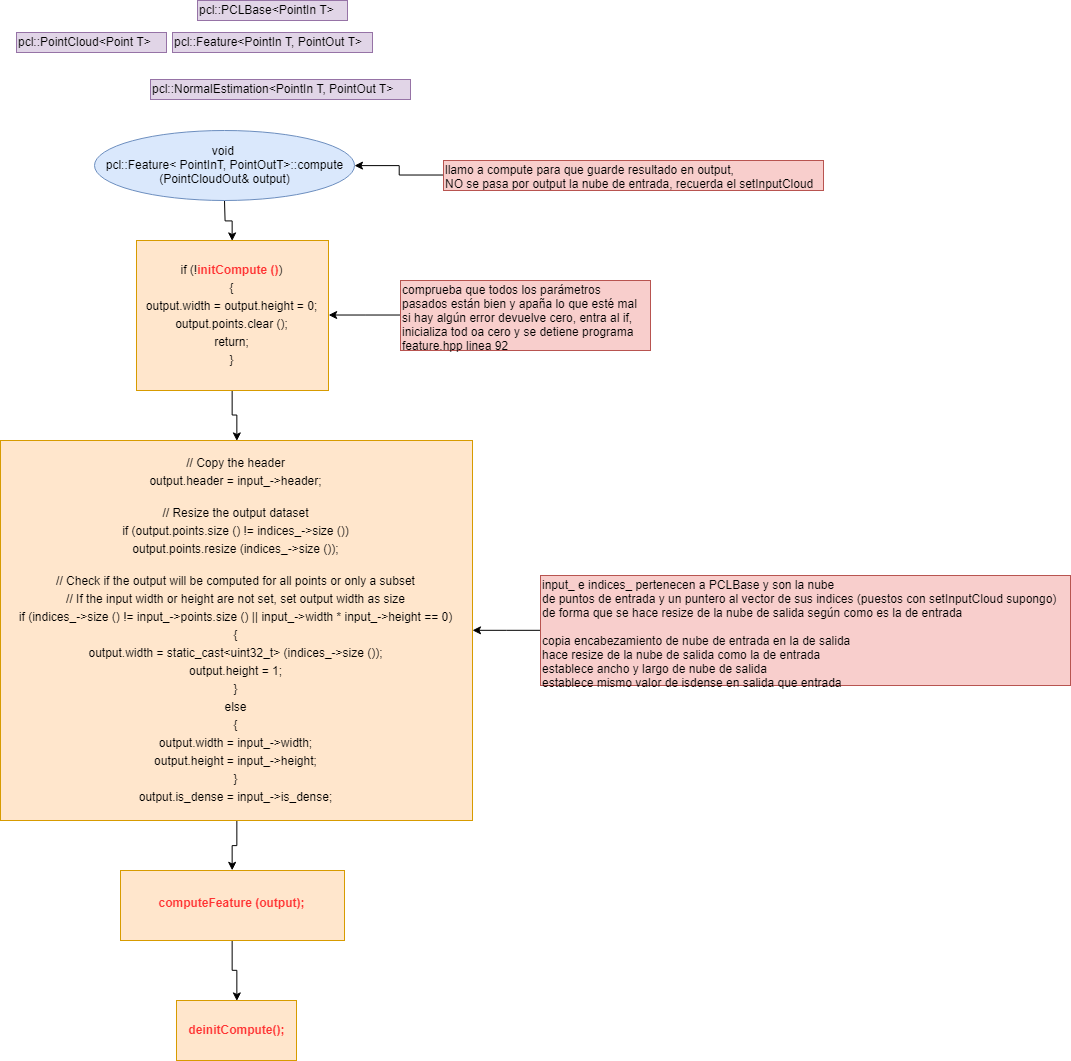 pcl::PCLBase<PointIn T>
pcl::PointCloud<Point T>
pcl::Feature<PointIn T, PointOut T>
pcl::NormalEstimation<PointIn T, PointOut T>
void
pcl::Feature< PointInT, PointOutT>::compute
(PointCloudOut& output)
llamo a compute para que guarde resultado en output,
NO se pasa por output la nube de entrada, recuerda el setInputCloud
if (!initCompute ())
{
output.width = output.height = 0;
output.points.clear ();
return;
}
comprueba que todos los parámetros
pasados están bien y apaña lo que esté mal
si hay algún error devuelve cero, entra al if,
inicializa tod oa cero y se detiene programa
feature.hpp linea 92
// Copy the header
output.header = input_->header;
// Resize the output dataset
if (output.points.size () != indices_->size ())
output.points.resize (indices_->size ());
// Check if the output will be computed for all points or only a subset
// If the input width or height are not set, set output width as size
if (indices_->size () != input_->points.size () || input_->width * input_->height == 0)
{
output.width = static_cast<uint32_t> (indices_->size ());
output.height = 1;
}
else
{
output.width = input_->width;
output.height = input_->height;
}
output.is_dense = input_->is_dense;
input_ e indices_ pertenecen a PCLBase y son la nube
de puntos de entrada y un puntero al vector de sus indices (puestos con setInputCloud supongo)
de forma que se hace resize de la nube de salida según como es la de entrada
copia encabezamiento de nube de entrada en la de salida
hace resize de la nube de salida como la de entrada
establece ancho y largo de nube de salida
establece mismo valor de isdense en salida que entrada
computeFeature (output);
deinitCompute();